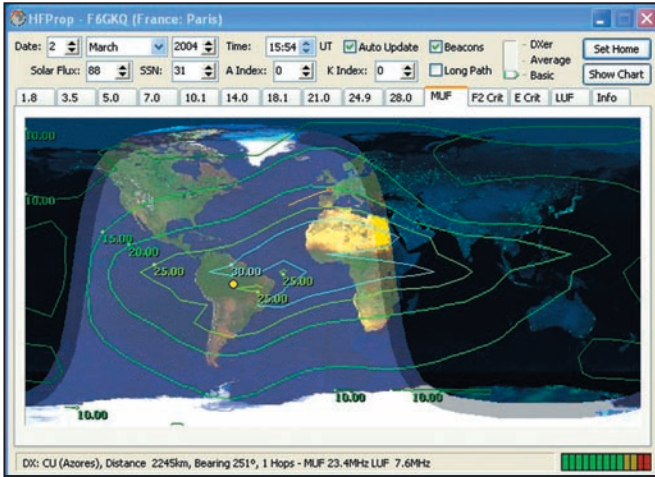 HFProp - F6GKQ (France: Paris)
Date: 2 March 2004 Time: 15:54 UT Auto Update Beacons DXer Average Basic Set Home
Solar Flux: 88 SSN: 31 A Index: 0 K Index: 0 Long Path Show Chart
1.8 3.5 5.0 7.0 10.1 14.0 18.1 21.0 24.9 28.0 MUF F2 Crit E Crit LUF Info
10.00
10.00
15.00
20.00
25.00 30.00 25.00
25.00
10.00 10.00 10.00
DX: CU (Azores), Distance 2245km, Bearing 251º, 1 Hops - MUF 23.4MHz LUF 7.6MHz